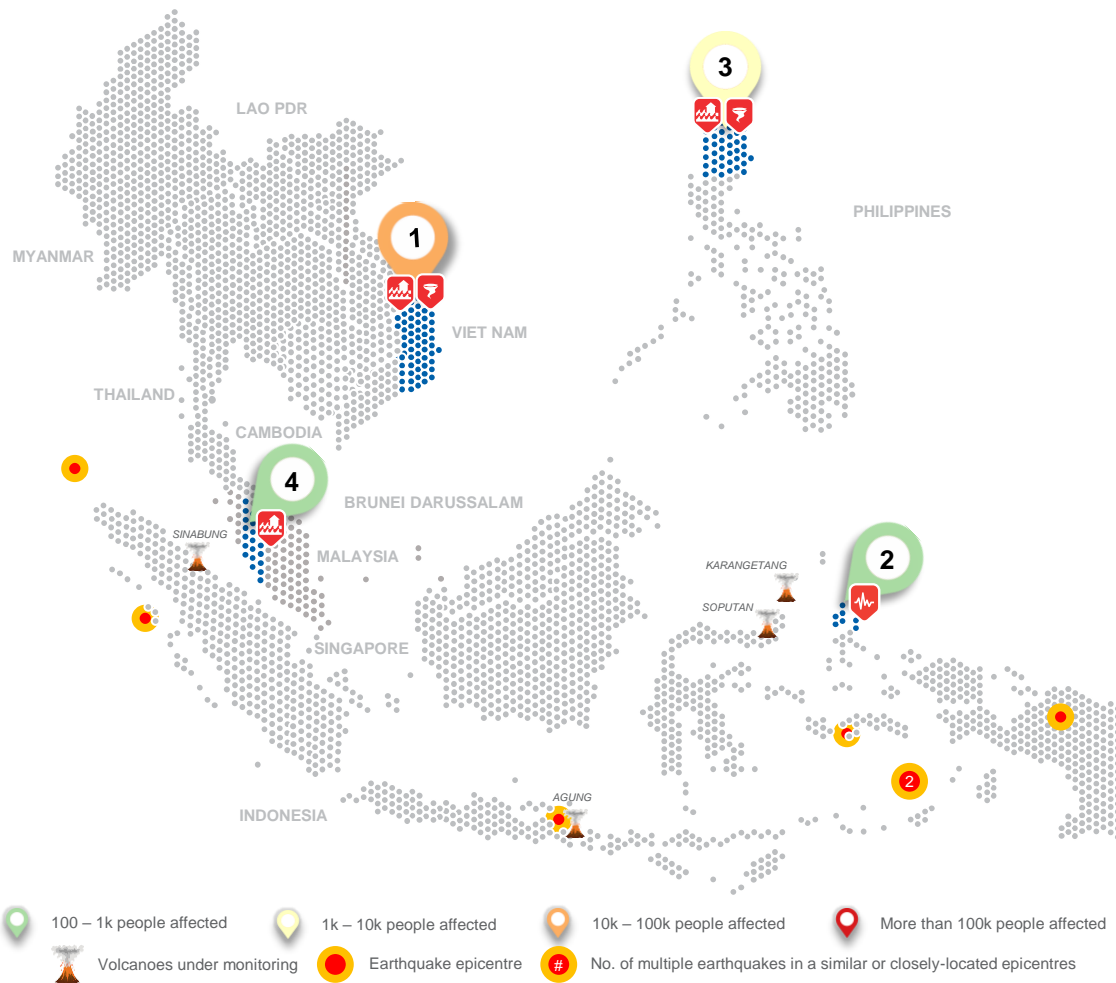 3
LAO PDR
PHILIPPINES
1
MYANMAR
VIET NAM
THAILAND
CAMBODIA
4
BRUNEI DARUSSALAM
SINABUNG
MALAYSIA
2
KARANGETANG
SOPUTAN
SINGAPORE
2
AGUNG
INDONESIA
100 – 1k people affected
1k – 10k people affected
10k – 100k people affected
More than 100k people affected
Volcanoes under monitoring
Earthquake epicentre
# No. of multiple earthquakes in a similar or closely-located epicentres